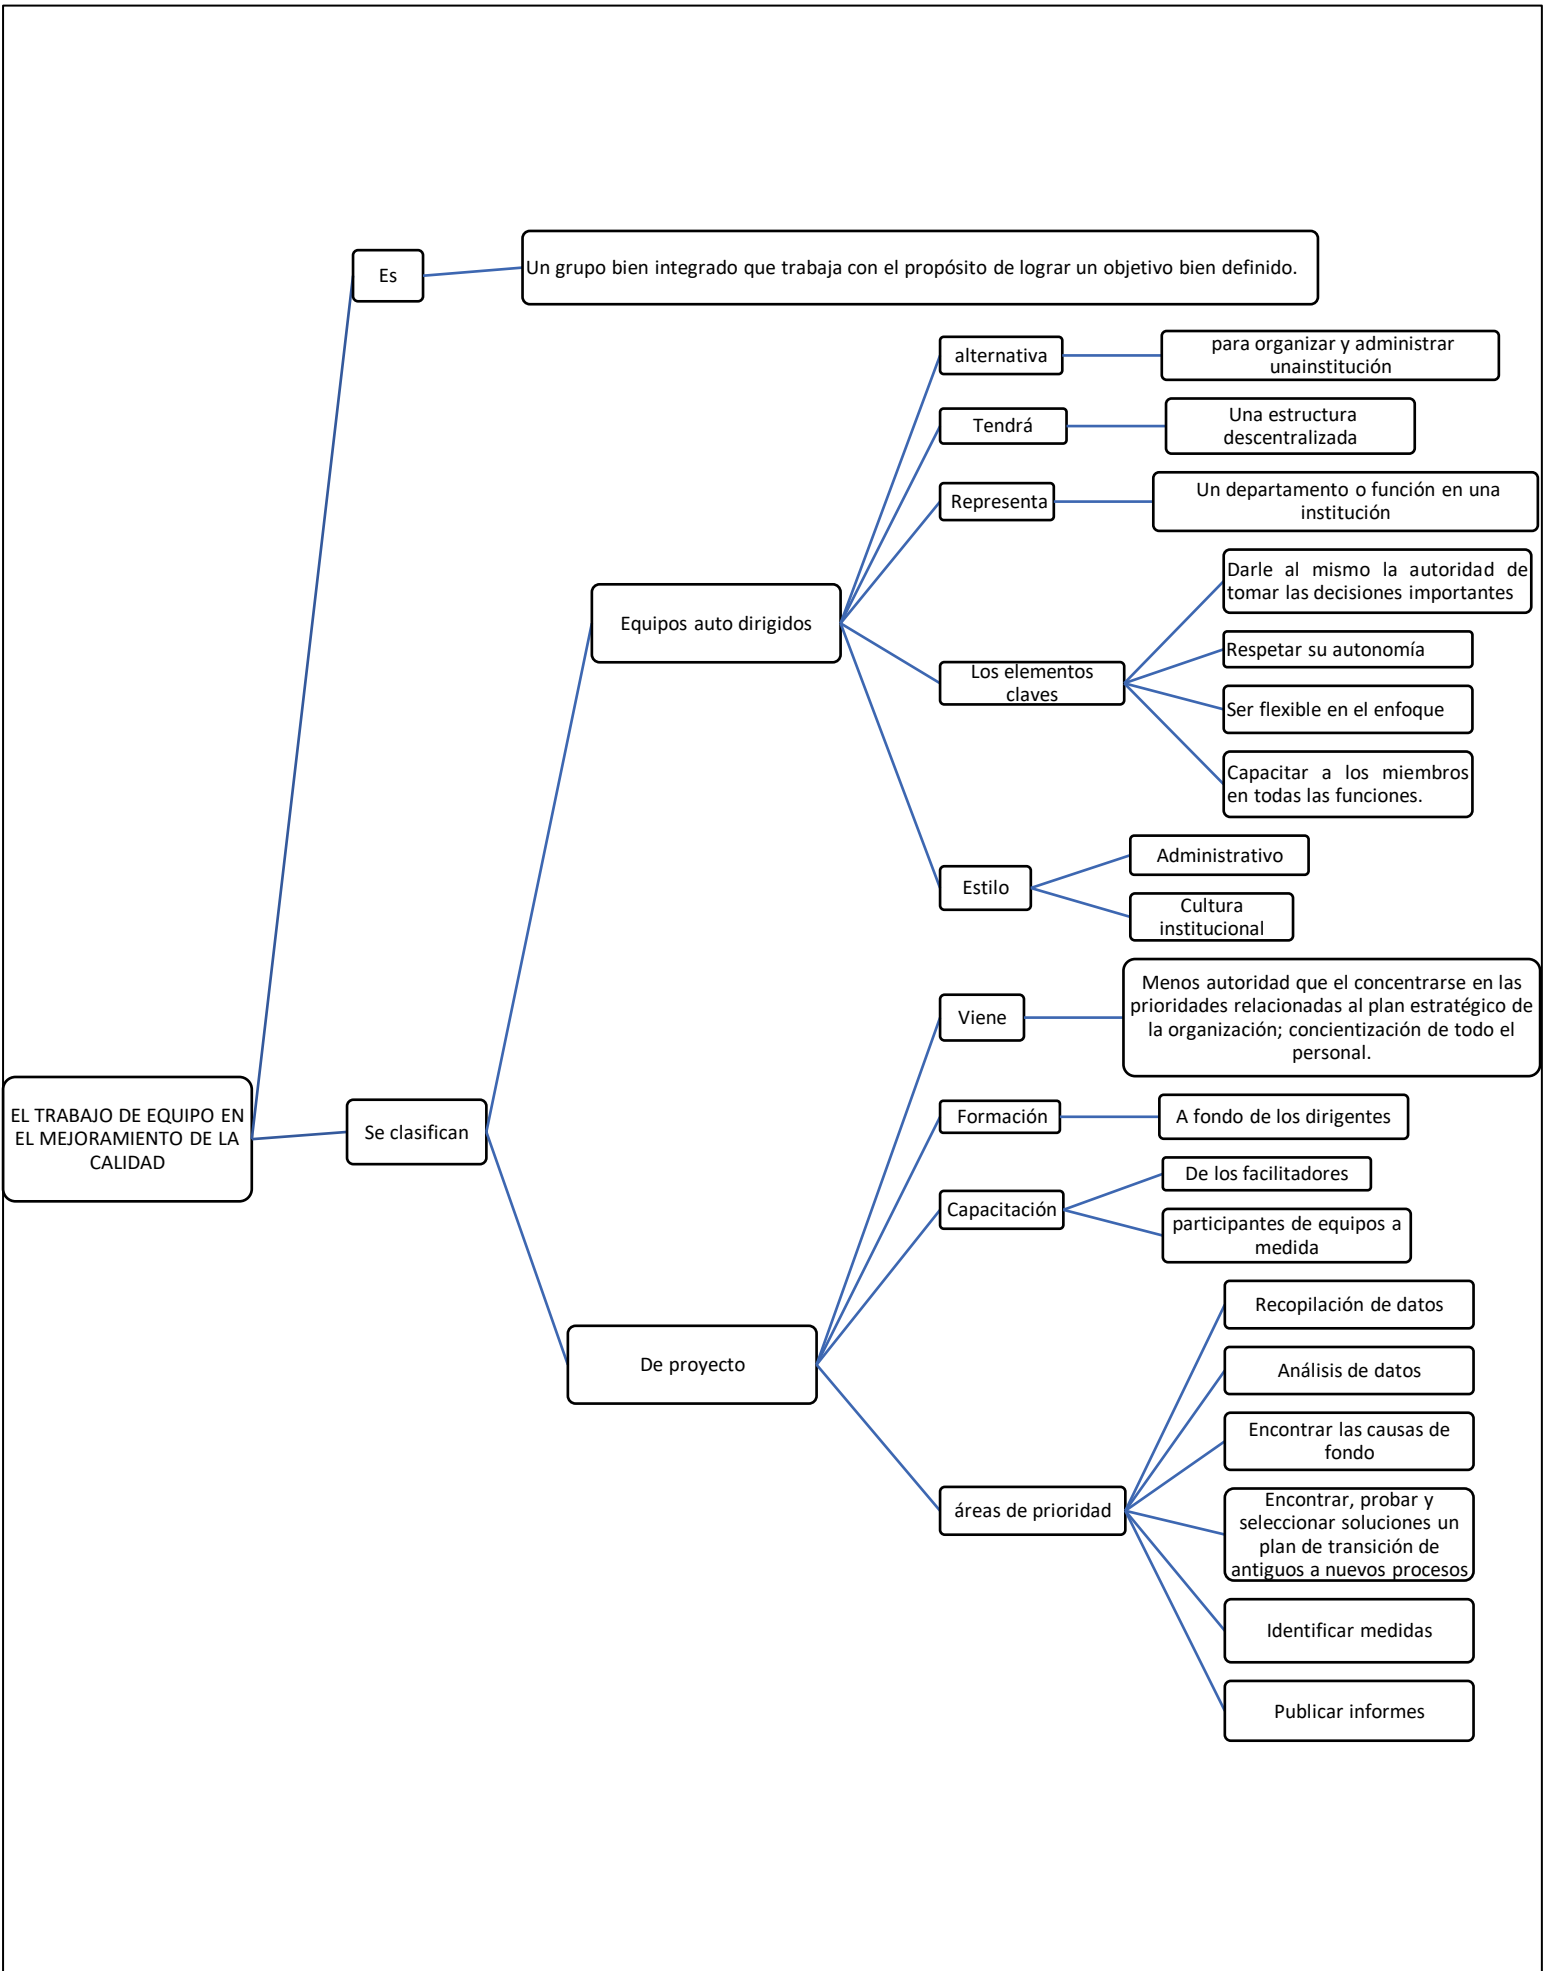 Es
Un grupo bien integrado que trabaja con el propósito de lograr un objetivo bien definido.
alternativa
para organizar y administrar
unainstitución
Tendrá
Una estructura
descentralizada
Representa
Un departamento o función en una
institución
Equipos auto dirigidos
Los elementos
claves
Darle al mismo la autoridad de
tomar las decisiones importantes
Respetar su autonomía
Ser flexible en el enfoque
Capacitar a los miembros
en todas las funciones.
Estilo
Administrativo
Cultura
institucional
EL TRABAJO DE EQUIPO EN
EL MEJORAMIENTO DE LA
CALIDAD
Se clasifican
Viene
Menos autoridad que el concentrarse en las
prioridades relacionadas al plan estratégico de
la organización; concientización de todo el
personal.
Formación
A fondo de los dirigentes
Capacitación
De los facilitadores
participantes de equipos a
medida
De proyecto
áreas de prioridad
Recopilación de datos
Análisis de datos
Encontrar las causas de
fondo
Encontrar, probar y
seleccionar soluciones un
plan de transición de
antiguos a nuevos procesos
Identificar medidas
Publicar informes